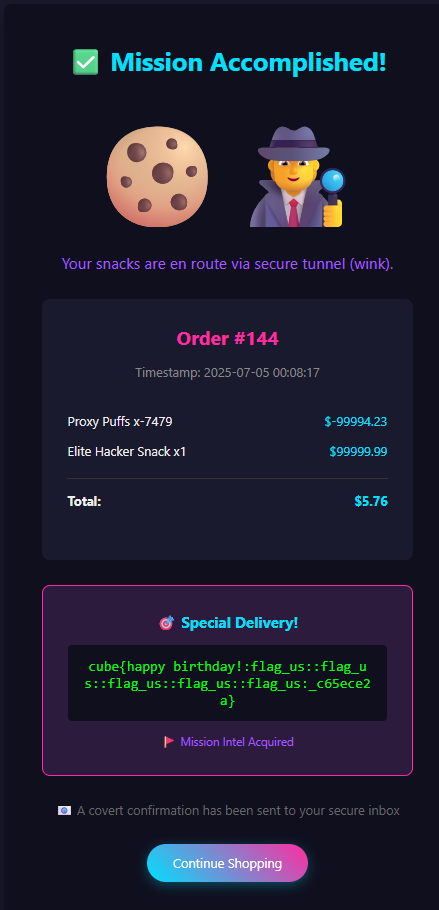 Mission Accomplished!
Your snacks are en route via secure tunnel (wink).
Order #144
Timestamp: 2025-07-05 00:08:17
Proxy Puffs x-7479 $-99994.23
Elite Hacker Snack x1 $99999.99
Total: $5.76
Special Delivery!
cube{happy birthday!:flag_us::flag_u
s::flag_us::flag_us::flag_us:_c65ece2
a}
Mission Intel Acquired
A covert confirmation has been sent to your secure inbox
Continue Shopping